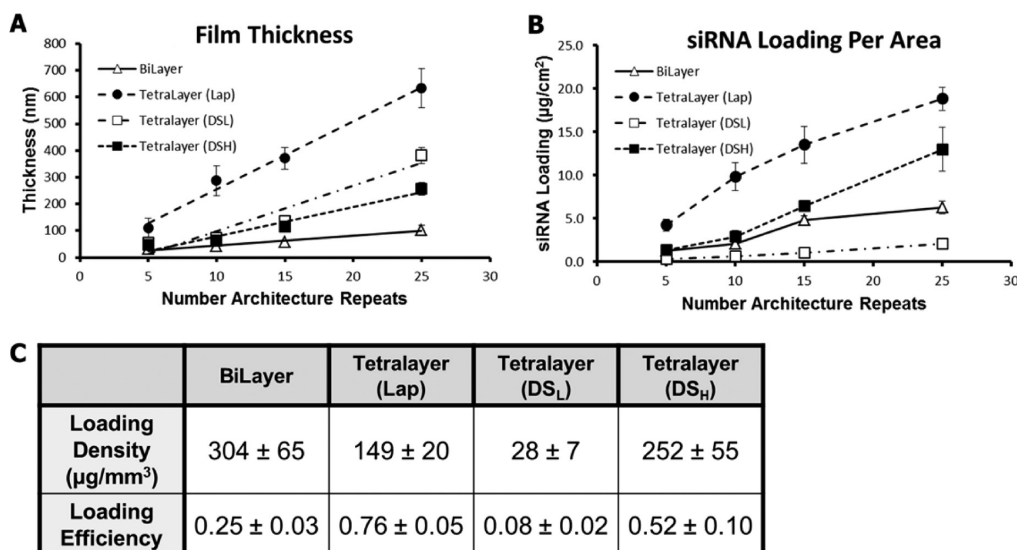 A
Film Thickness
800
700
600
500
400
300
200
100
0
Thickness (nm)
BiLayer
TetraLayer (Lap)
Tetralayer (DSL)
Tetralayer (DSH)
0 5 10 15 20 25 30
Number Architecture Repeats
B
siRNA Loading Per Area
25.0
20.0
15.0
10.0
5.0
0.0
siRNA Loading (µg/cm²)
BiLayer
Tetralayer (Lap)
Tetralayer (DSL)
Tetralayer (DSH)
0 5 10 15 20 25 30
Number Architecture Repeats
C
BiLayer Tetralayer (Lap) Tetralayer (DSL) Tetralayer (DSH)
Loading Density (µg/mm³) 304 ± 65 149 ± 20 28 ± 7 252 ± 55
Loading Efficiency 0.25 ± 0.03 0.76 ± 0.05 0.08 ± 0.02 0.52 ± 0.10